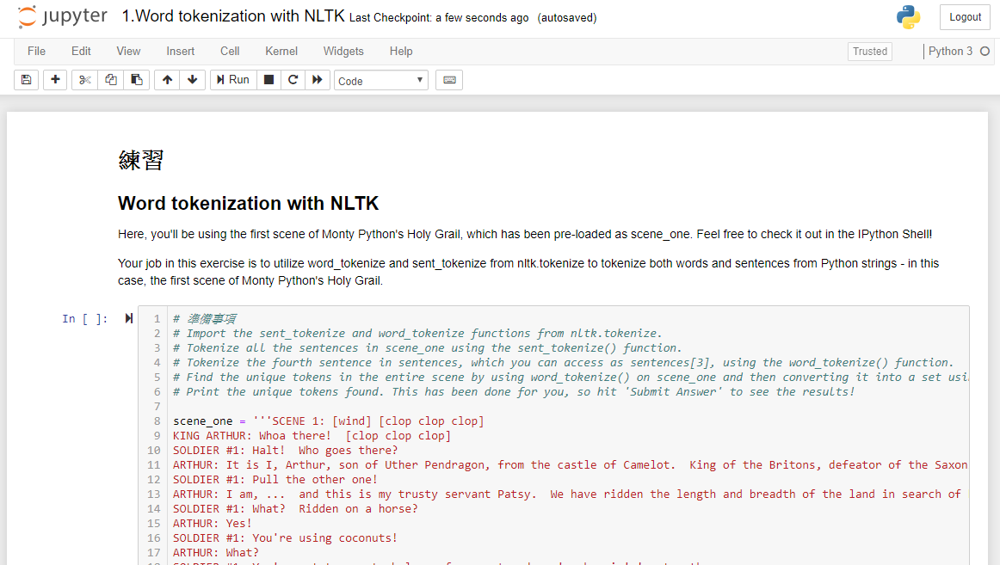 jupyter 1.Word tokenization with NLTK Last Checkpoint: a few seconds ago (autosaved) Logout
File Edit View Insert Cell Kernel Widgets Help Trusted Python 3
Run Code
練習
Word tokenization with NLTK
Here, you'll be using the first scene of Monty Python's Holy Grail, which has been pre-loaded as scene_one. Feel free to check it out in the IPython Shell!
Your job in this exercise is to utilize word_tokenize and sent_tokenize from nltk.tokenize to tokenize both words and sentences from Python strings - in this
case, the first scene of Monty Python's Holy Grail.
In [ ]: 1 # 準備事項
2 # Import the sent_tokenize and word_tokenize functions from nltk.tokenize.
3 # Tokenize all the sentences in scene_one using the sent_tokenize() function.
4 # Tokenize the fourth sentence in sentences, which you can access as sentences[3], using the word_tokenize() function.
5 # Find the unique tokens in the entire scene by using word_tokenize() on scene_one and then converting it into a set usi
6 # Print the unique tokens found. This has been done for you, so hit 'Submit Answer' to see the results!
7
8 scene_one = '''SCENE 1: [wind] [clop clop clop]
9 KING ARTHUR: Whoa there!  [clop clop clop]
10 SOLDIER #1: Halt!  Who goes there?
11 ARTHUR: It is I, Arthur, son of Uther Pendragon, from the castle of Camelot.  King of the Britons, defeator of the Saxon
12 SOLDIER #1: Pull the other one!
13 ARTHUR: I am, ...  and this is my trusty servant Patsy.  We have ridden the length and breadth of the land in search of
14 SOLDIER #1: What?  Ridden on a horse?
15 ARTHUR: Yes!
16 SOLDIER #1: You're using coconuts!
17 ARTHUR: What?